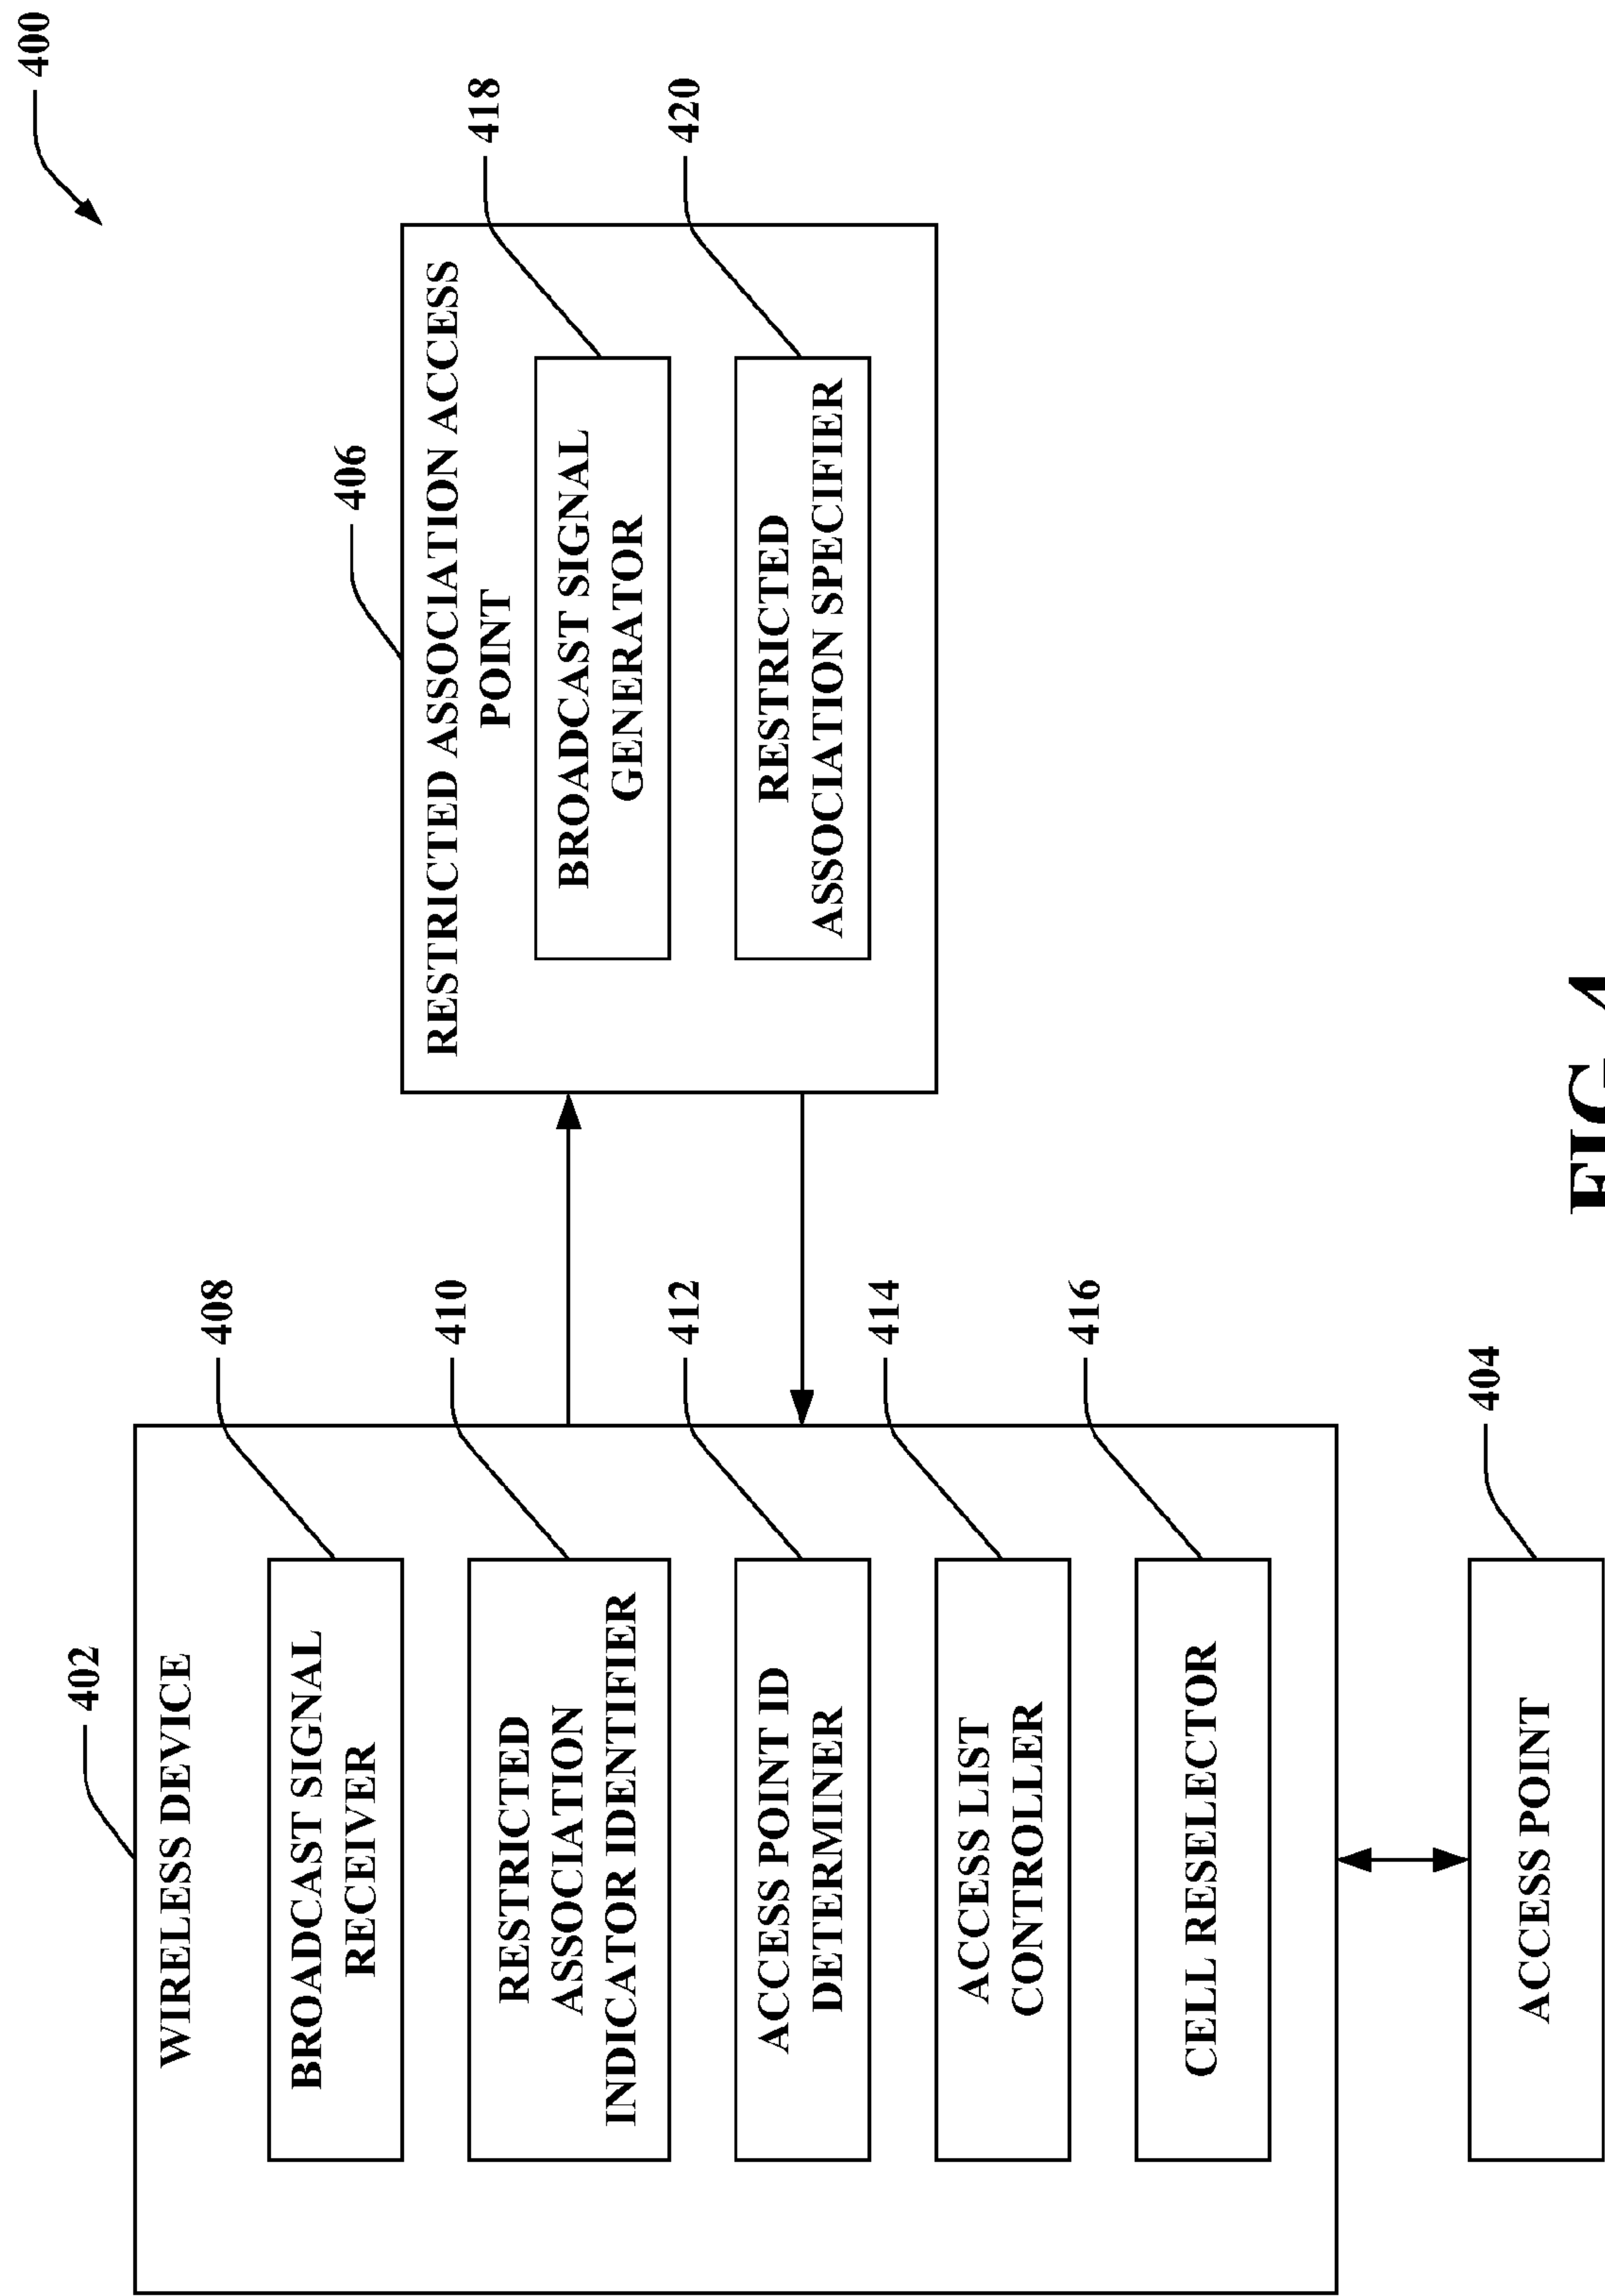 400
402
WIRELESS DEVICE
408
BROADCAST SIGNAL
RECEIVER
410
RESTRICTED
ASSOCIATION
INDICATOR IDENTIFIER
412
ACCESS POINT ID
DETERMINER
414
ACCESS LIST
CONTROLLER
416
CELL RESELECTOR
404
ACCESS POINT
406
RESTRICTED ASSOCIATION ACCESS
POINT
418
BROADCAST SIGNAL
GENERATOR
420
RESTRICTED
ASSOCIATION SPECIFIER
FIG. 4